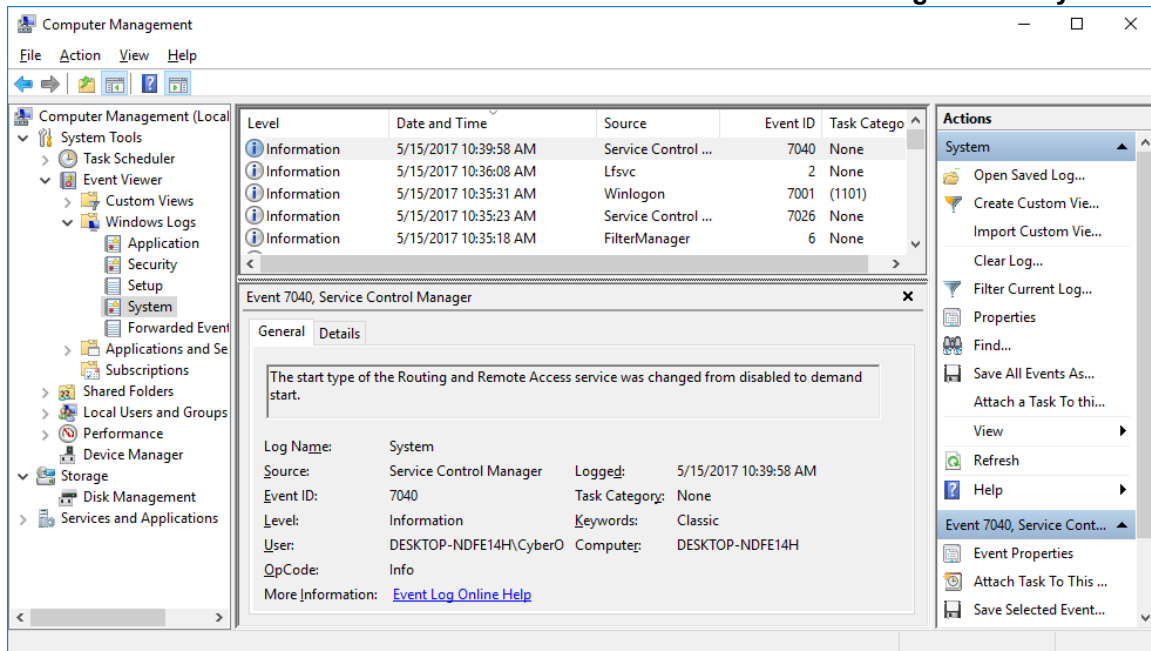 Computer Management
File Action View Help
Computer Management (Local
System Tools
Task Scheduler
Event Viewer
Custom Views
Windows Logs
Application
Security
Setup
System
Forwarded Event
Applications and Se
Subscriptions
Shared Folders
Local Users and Groups
Performance
Device Manager
Storage
Disk Management
Services and Applications
Level Date and Time Source Event ID Task Catego
Information 5/15/2017 10:39:58 AM Service Control ... 7040 None
Information 5/15/2017 10:36:08 AM Lfsvc 2 None
Information 5/15/2017 10:35:31 AM Winlogon 7001 (1101)
Information 5/15/2017 10:35:23 AM Service Control ... 7026 None
Information 5/15/2017 10:35:18 AM FilterManager 6 None
Event 7040, Service Control Manager
General Details
The start type of the Routing and Remote Access service was changed from disabled to demand
start.
Log Name: System
Source: Service Control Manager Logged: 5/15/2017 10:39:58 AM
Event ID: 7040 Task Category: None
Level: Information Keywords: Classic
User: DESKTOP-NDFE14H\CyberO Computer: DESKTOP-NDFE14H
OpCode: Info
More Information: Event Log Online Help
Actions
System
Open Saved Log...
Create Custom Vie...
Import Custom Vie...
Clear Log...
Filter Current Log...
Properties
Find...
Save All Events As...
Attach a Task To thi...
View
Refresh
Help
Event 7040, Service Cont...
Event Properties
Attach Task To This ...
Save Selected Event...